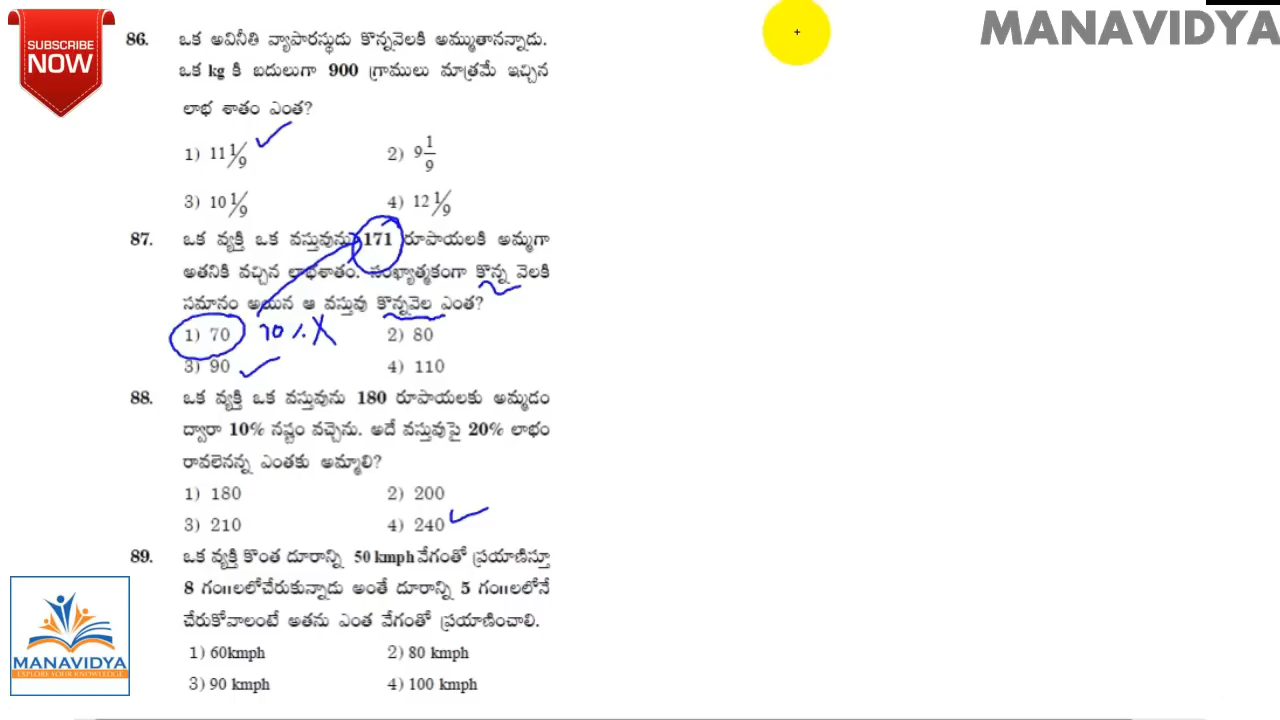 SUBSCRIBE
NOW
MANAVIDYA
86. ఒక అవినీతి వ్యాపారస్థుడు కొన్నవెలకి అమ్ముతానన్నాడు.
ఒక kg కి బదులుగా 900 గ్రాములు మాత్రమే ఇచ్చిన
లాభ శాతం ఎంత?
1) 11 1/9
2) 9 1/9
3) 10 1/9
4) 12 1/9
87. ఒక వ్యక్తి ఒక వస్తువును 171 రూపాయలకి అమ్మగా
అతనికి వచ్చిన లాభశాతం. సంఖ్యాత్మకంగా కొన్న వెలకి
సమానం అయిన ఆ వస్తువు కొన్నవెల ఎంత?
1) 70 70 % X
2) 80
3) 90
4) 110
88. ఒక వ్యక్తి ఒక వస్తువును 180 రూపాయలకు అమ్మడం
ద్వారా 10% నష్టం వచ్చెను. అదే వస్తువుపై 20% లాభం
రావలెనన్న ఎంతకు అమ్మాలి?
1) 180
2) 200
3) 210
4) 240
89. ఒక వ్యక్తి కొంత దూరాన్ని 50 kmph వేగంతో ప్రయాణిస్తూ
8 గంIIలలోచేరుకున్నాడు అంతే దూరాన్ని 5 గంIIలలోనే
చేరుకోవాలంటే అతను ఎంత వేగంతో ప్రయాణించాలి.
1) 60kmph
2) 80 kmph
3) 90 kmph
4) 100 kmph
MANAVIDYA
EXPLORE YOUR KNOWLEDGE